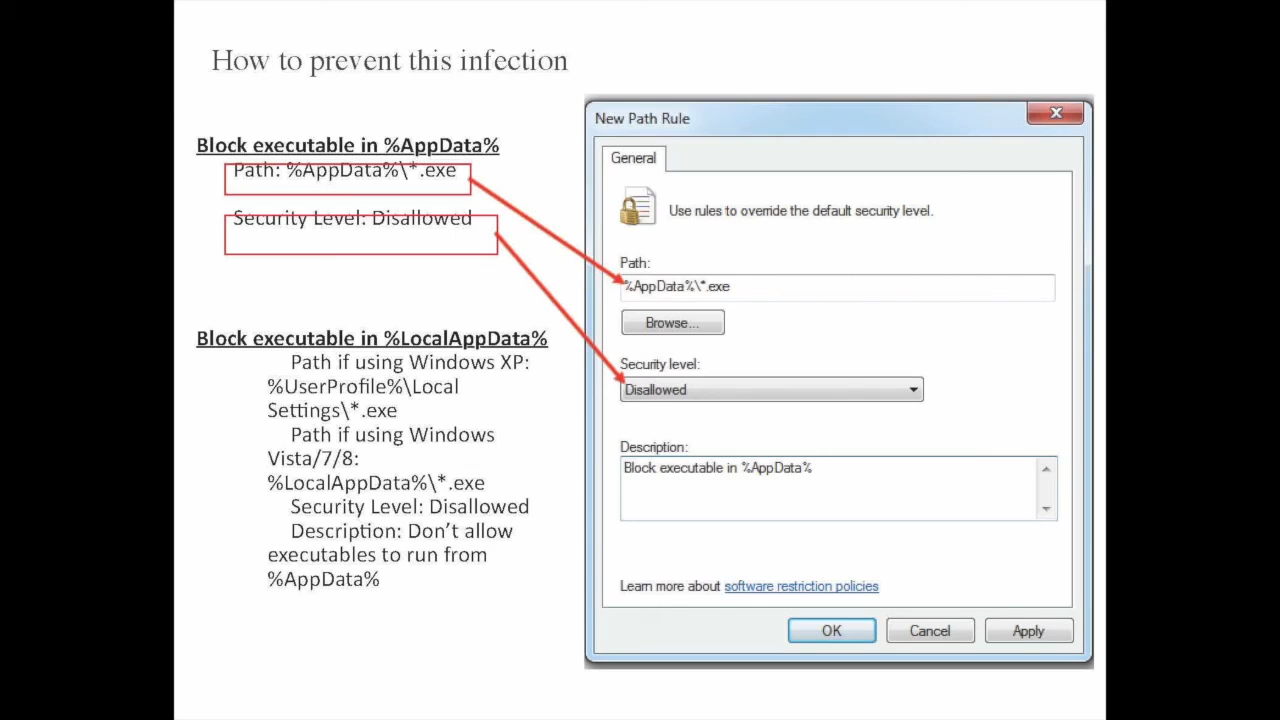 How to prevent this infection
Block executable in %AppData%
Path: %AppData%\*.exe
Security Level: Disallowed
Block executable in %LocalAppData%
Path if using Windows XP:
%UserProfile%\Local
Settings\*.exe
Path if using Windows
Vista/7/8:
%LocalAppData%\*.exe
Security Level: Disallowed
Description: Don’t allow
executables to run from
%AppData%
New Path Rule
General
Use rules to override the default security level.
Path:
%AppData%\*.exe
Browse...
Security level:
Disallowed
Description:
Block executable in %AppData%
Learn more about software restriction policies
OK
Cancel
Apply